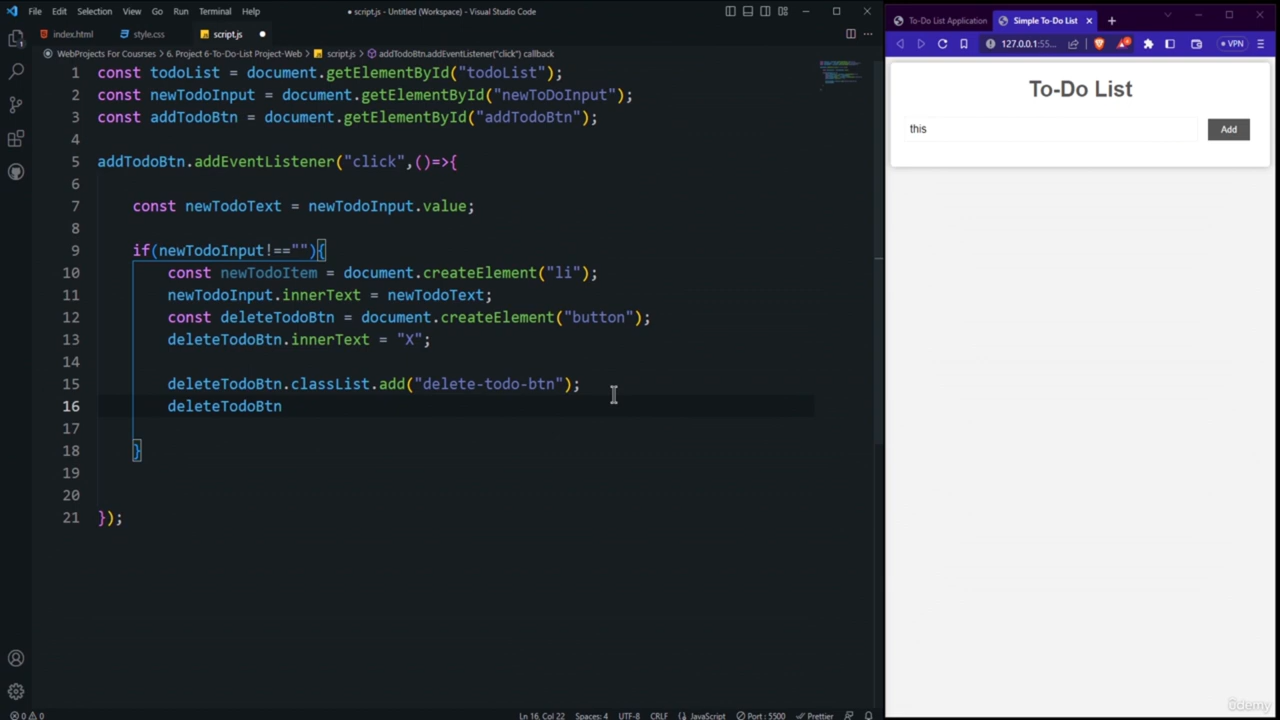 File Edit Selection View Go Run Terminal Help
● script.js - Untitled (Workspace) - Visual Studio Code
index.html
style.css
script.js
WebProjects For Coursses > 6. Project 6-To-Do-List Project-Web > script.js > addTodoBtn.addEventListener("click") callback
1 const todoList = document.getElementById("todoList");
2 const newTodoInput = document.getElementById("newToDoInput");
3 const addTodoBtn = document.getElementById("addTodoBtn");
4
5 addTodoBtn.addEventListener("click",()=>{
6
7 const newTodoText = newTodoInput.value;
8
9 if(newTodoInput!==""){
10 const newTodoItem = document.createElement("li");
11 newTodoInput.innerText = newTodoText;
12 const deleteTodoBtn = document.createElement("button");
13 deleteTodoBtn.innerText = "X";
14
15 deleteTodoBtn.classList.add("delete-todo-btn");
16 deleteTodoBtn
17
18 }
19
20
21 });
0 0
Ln 16, Col 22 Spaces: 4 UTF-8 CRLF JavaScript Port : 5500 Prettier
To-Do List Application
Simple To-Do List
127.0.0.1:55...
VPN
To-Do List
this
Add
ûdemy